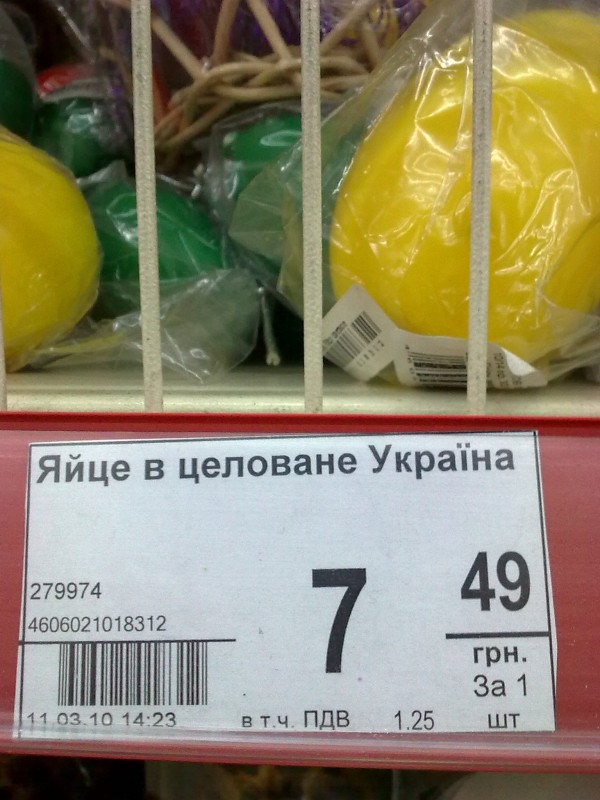 Яйце в целоване Україна
279974
4606021018312
7 49
грн.
За 1
шт
11.03.10 14:23 в т.ч. ПДВ 1.25